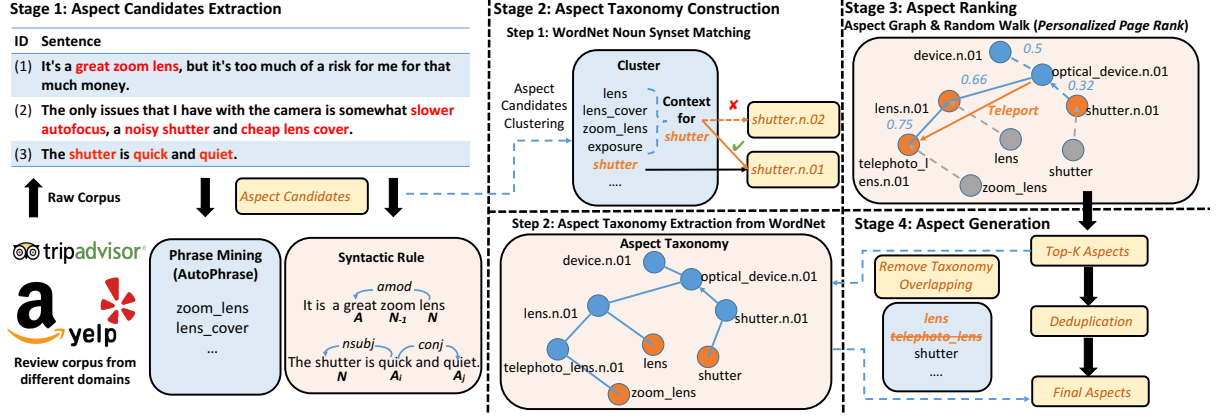 Stage 1: Aspect Candidates Extraction
ID Sentence
(1) It's a great zoom lens, but it's too much of a risk for me for that
much money.
(2) The only issues that I have with the camera is somewhat slower
autofocus, a noisy shutter and cheap lens cover.
(3) The shutter is quick and quiet.
Raw Corpus
Aspect Candidates
tripadvisor®
a
yelp
Review corpus from
different domains
Phrase Mining
(AutoPhrase)
zoom_lens
lens_cover
...
Syntactic Rule
amod
It is a great zoom lens
A N-1 N
nsubj conj
The shutter is quick and quiet.
N Ai Aj
Stage 2: Aspect Taxonomy Construction
Step 1: WordNet Noun Synset Matching
Aspect
Candidates
Clustering
Cluster
lens
lens_cover
zoom_lens
exposure
shutter
....
Context
for
shutter
✘
✓
shutter.n.02
shutter.n.01
Step 2: Aspect Taxonomy Extraction from WordNet
Aspect Taxonomy
device.n.01
optical_device.n.01
lens.n.01
shutter.n.01
telephoto_lens.n.01
lens
shutter
zoom_lens
Stage 3: Aspect Ranking
Aspect Graph & Random Walk (Personalized Page Rank)
device.n.01
0.5
optical_device.n.01
0.66
0.32
lens.n.01
Teleport
shutter.n.01
0.75
telephoto_l
ens.n.01
lens
shutter
zoom_lens
Stage 4: Aspect Generation
Remove Taxonomy
Overlapping
lens
telephoto_lens
shutter
....
Top-K Aspects
Deduplication
Final Aspects